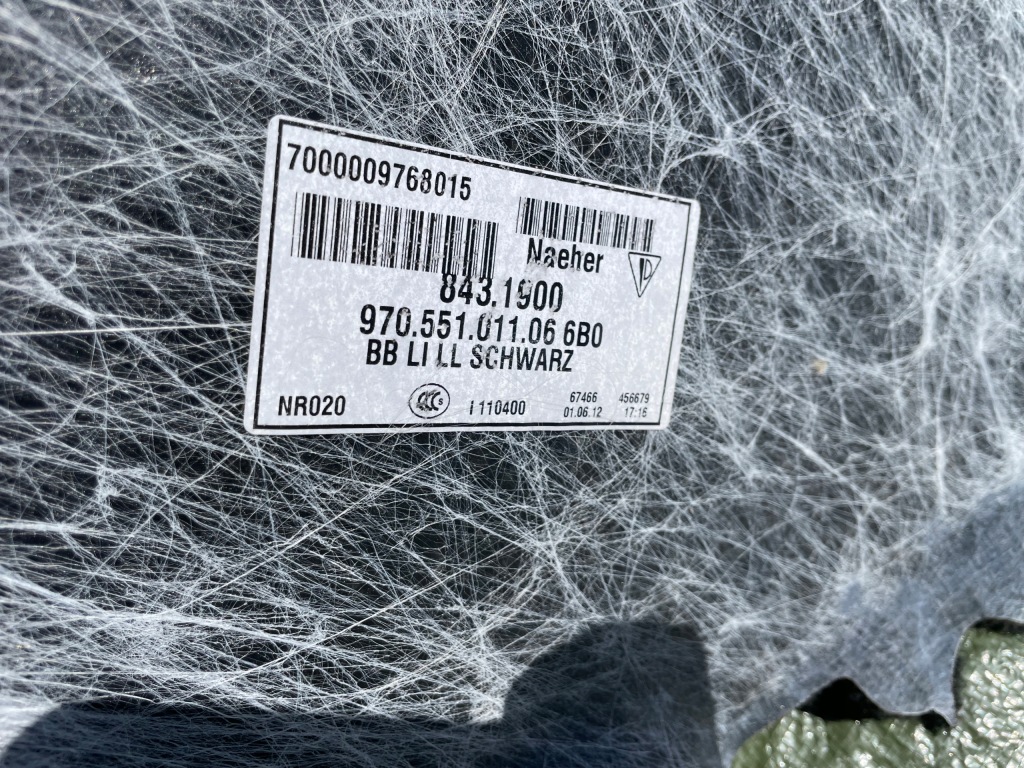 7000009768015
Naeher
843.1900
970.551.011.06 6B0
BB LI LL SCHWARZ
NR020
CCC S
I 110400
67466 456679
01.06.12 17:16